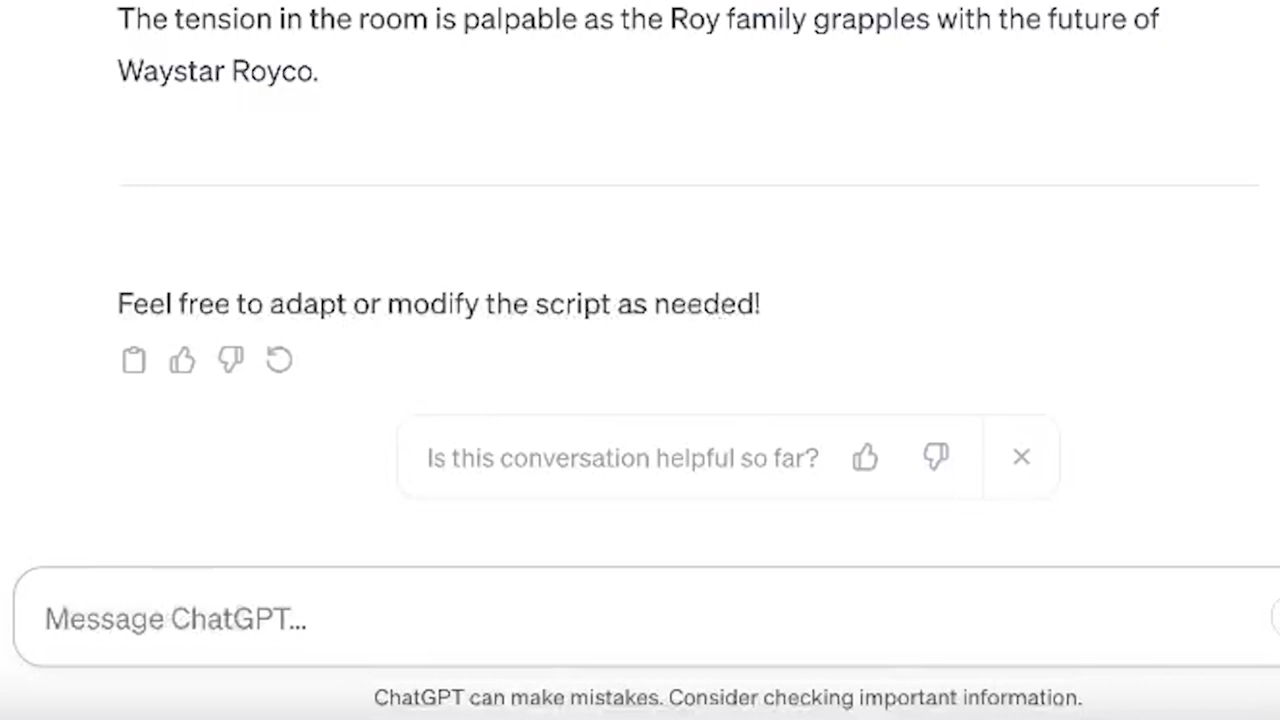 The tension in the room is palpable as the Roy family grapples with the future of
Waystar Royco.
Feel free to adapt or modify the script as needed!
Is this conversation helpful so far?
Message ChatGPT...
ChatGPT can make mistakes. Consider checking important information.